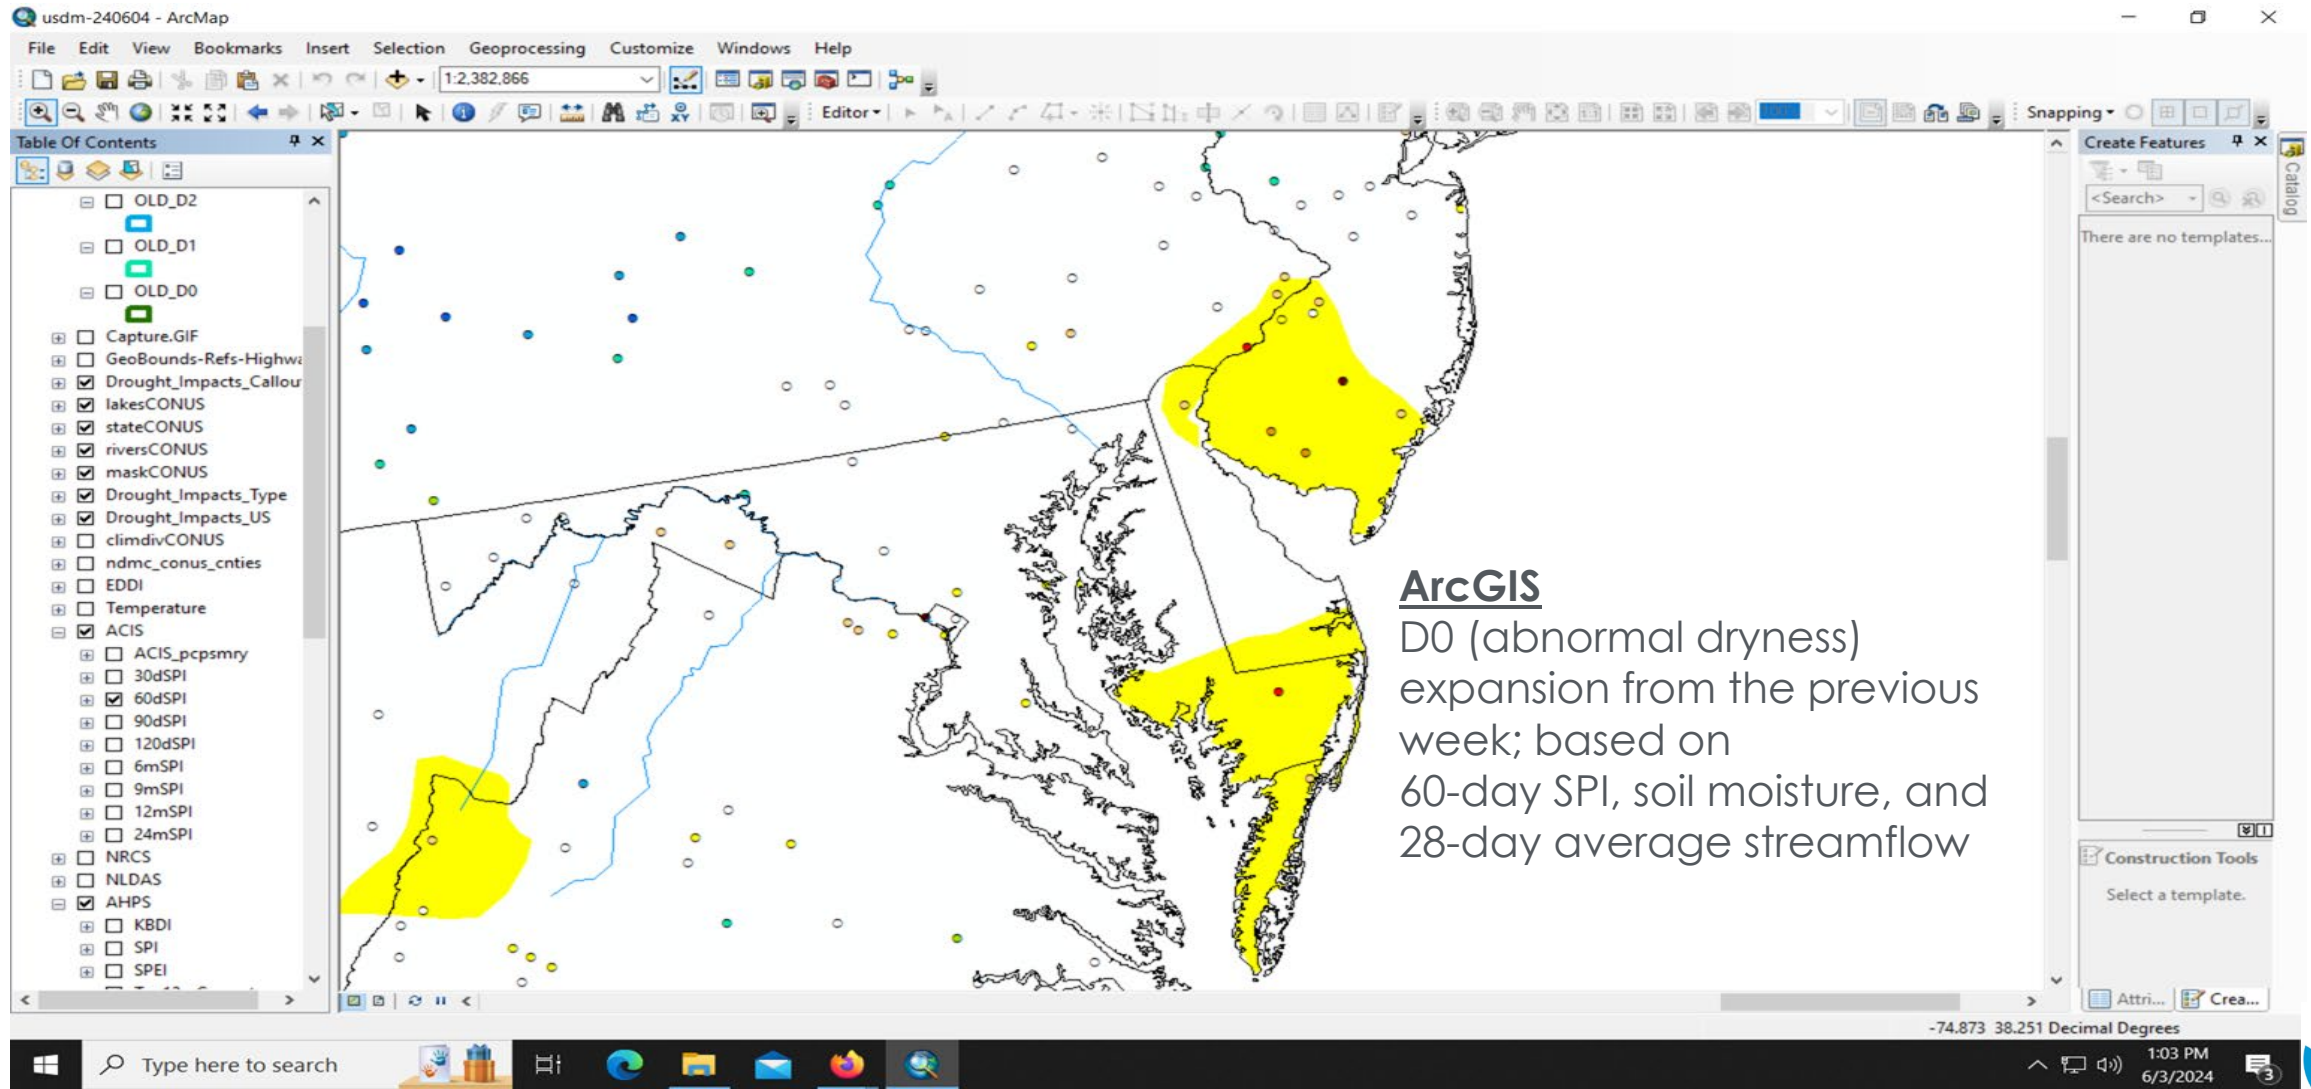 usdm-240604 - ArcMap
File Edit View Bookmarks Insert Selection Geoprocessing Customize Windows Help
1:2,382,866
Editor
Snapping
Table Of Contents
OLD_D2
OLD_D1
OLD_D0
Capture.GIF
GeoBounds-Refs-Highwa
Drought_Impacts_Callou
lakesCONUS
stateCONUS
riversCONUS
maskCONUS
Drought_Impacts_Type
Drought_Impacts_US
climdivCONUS
ndmc_conus_cnties
EDDI
Temperature
ACIS
ACIS_pcpsmry
30dSPI
60dSPI
90dSPI
120dSPI
6mSPI
9mSPI
12mSPI
24mSPI
NRCS
NLDAS
AHPS
KBDI
SPI
SPEI
ArcGIS
D0 (abnormal dryness)
expansion from the previous
week; based on
60-day SPI, soil moisture, and
28-day average streamflow
Create Features
<Search>
There are no templates...
Catalog
Construction Tools
Select a template.
Attri... Crea...
-74.873 38.251 Decimal Degrees
Type here to search
1:03 PM
6/3/2024
3